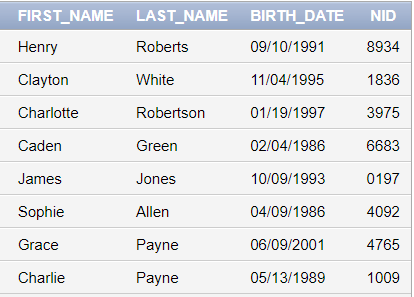 FIRST_NAME LAST_NAME BIRTH_DATE NID
Henry Roberts 09/10/1991 8934
Clayton White 11/04/1995 1836
Charlotte Robertson 01/19/1997 3975
Caden Green 02/04/1986 6683
James Jones 10/09/1993 0197
Sophie Allen 04/09/1986 4092
Grace Payne 06/09/2001 4765
Charlie Payne 05/13/1989 1009